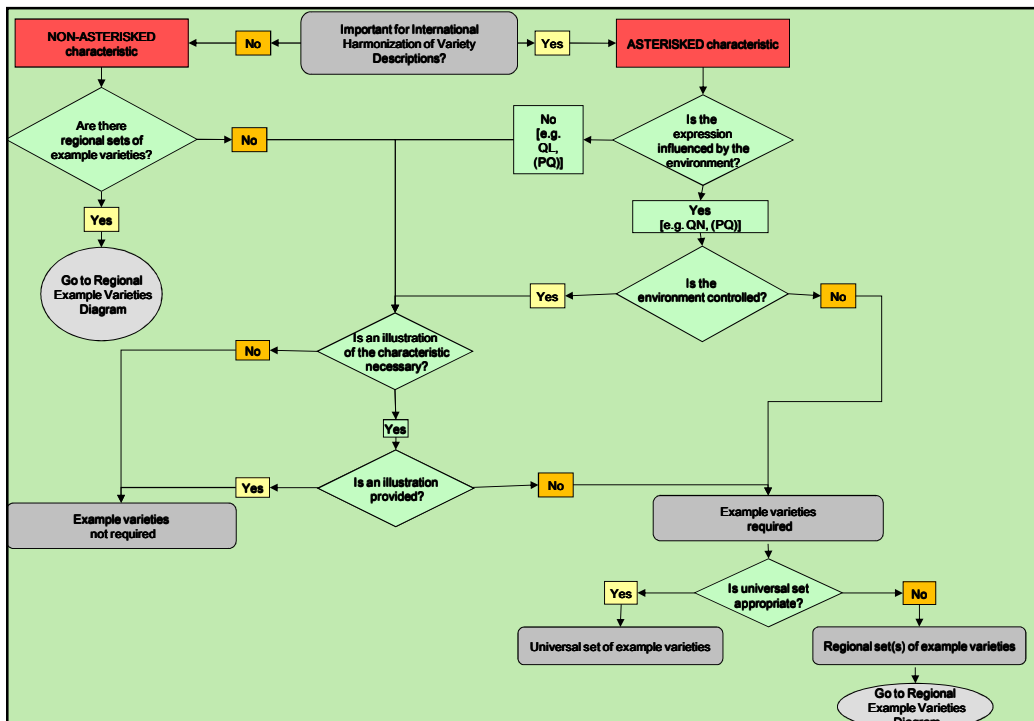 NON-ASTERISKED
characteristic
No
Important for International
Harmonization of Variety
Descriptions?
Yes
ASTERISKED characteristic
Are there
regional sets of
example varieties?
No
No
[e.g.
QL,
(PQ)]
Is the
expression
influenced by the
environment?
Yes
Yes
[e.g. QN, (PQ)]
Go to Regional
Example Varieties
Diagram
Yes
Is the
environment controlled?
No
No
Is an illustration
of the characteristic
necessary?
Yes
Yes
Is an illustration
provided?
No
Example varieties
not required
Example varieties
required
Yes
Is universal set
appropriate?
No
Universal set of example varieties
Regional set(s) of example varieties
Go to Regional
Example Varieties
Diagram